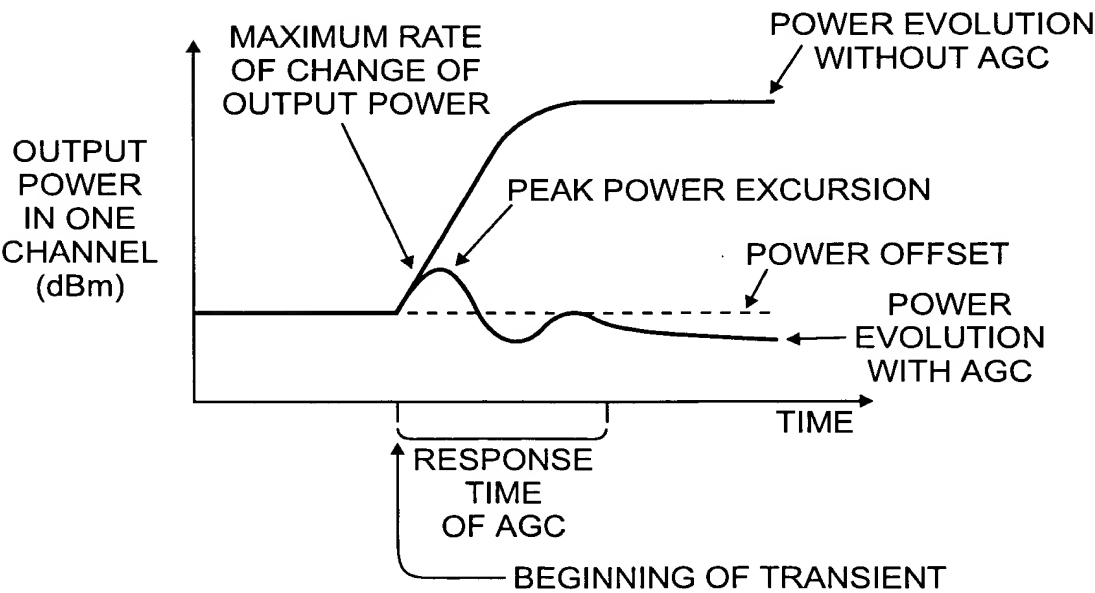 MAXIMUM RATE
OF CHANGE OF
OUTPUT POWER
POWER EVOLUTION
WITHOUT AGC
OUTPUT
POWER
IN ONE
CHANNEL
(dBm)
PEAK POWER EXCURSION
POWER OFFSET
POWER
EVOLUTION
WITH AGC
TIME
RESPONSE
TIME
OF AGC
BEGINNING OF TRANSIENT